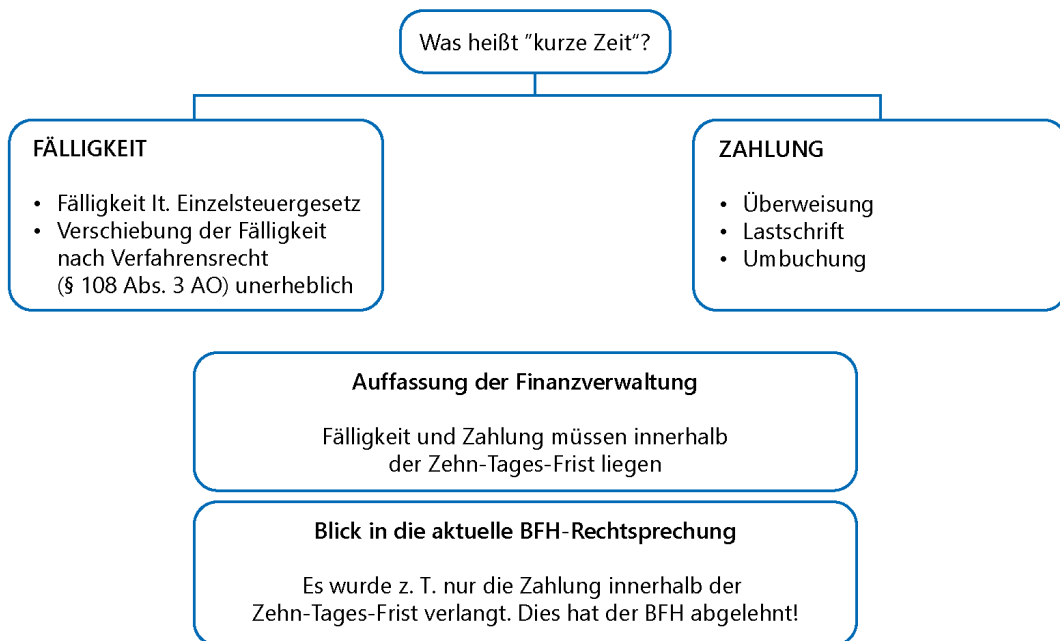 Was heißt "kurze Zeit“?
FÄLLIGKEIT
• Fälligkeit lt. Einzelsteuergesetz
• Verschiebung der Fälligkeit
nach Verfahrensrecht
(§ 108 Abs. 3 AO) unerheblich
ZAHLUNG
• Überweisung
• Lastschrift
• Umbuchung
Auffassung der Finanzverwaltung
Fälligkeit und Zahlung müssen innerhalb
der Zehn-Tages-Frist liegen
Blick in die aktuelle BFH-Rechtsprechung
Es wurde z. T. nur die Zahlung innerhalb der
Zehn-Tages-Frist verlangt. Dies hat der BFH abgelehnt!